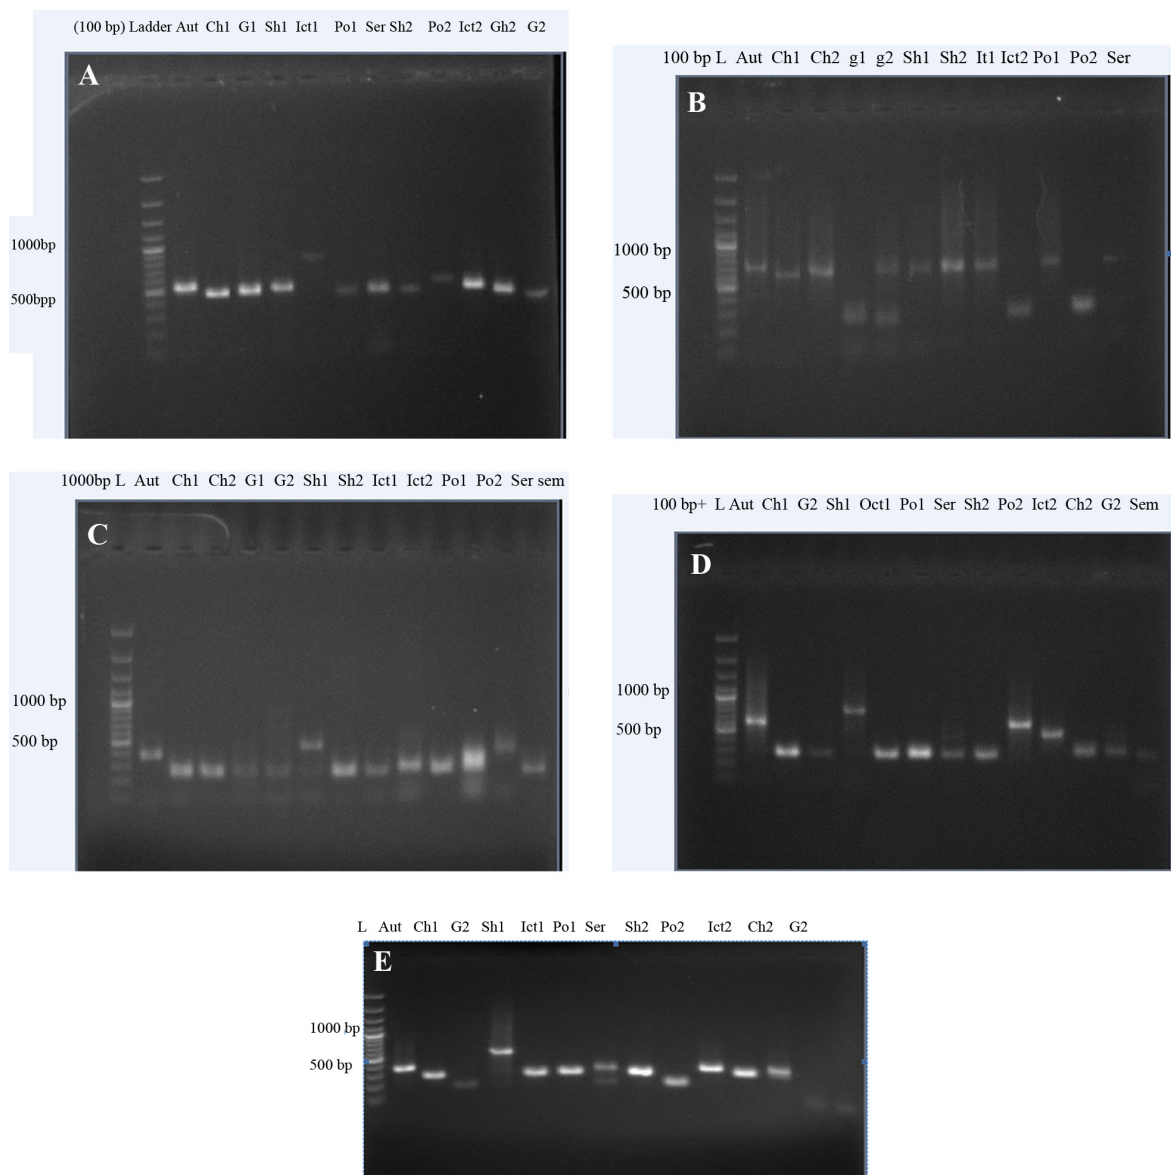 (100 bp) Ladder Aut Ch1 G1 Sh1 Ict1 Po1 Ser Sh2 Po2 Ict2 Gh2 G2
A
1000bp
500bpp
100 bp L Aut Ch1 Ch2 g1 g2 Sh1 Sh2 It1 Ict2 Po1 Po2 Ser
B
1000 bp
500 bp
1000bp L Aut Ch1 Ch2 G1 G2 Sh1 Sh2 Ict1 Ict2 Po1 Po2 Ser sem
C
1000 bp
500 bp
100 bp+ L Aut Ch1 G2 Sh1 Oct1 Po1 Ser Sh2 Po2 Ict2 Ch2 G2 Sem
D
1000 bp
500 bp
L Aut Ch1 G2 Sh1 Ict1 Po1 Ser Sh2 Po2 Ict2 Ch2 G2
E
1000 bp
500 bp